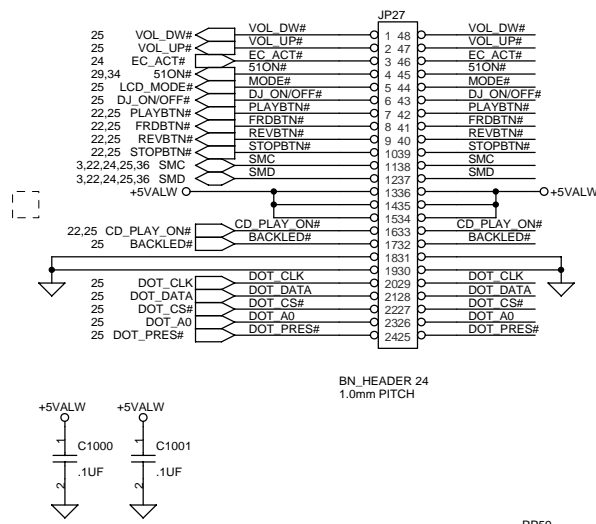 JP27
25 VOL_DW# VOL_DW# 1 48 VOL_DW#
25 VOL_UP# VOL_UP# 2 47 VOL_UP#
24 EC_ACT# EC_ACT# 3 46 EC_ACT#
29,34 51ON# 51ON# 4 45 51ON#
25 LCD_MODE# MODE# 5 44 MODE#
25 DJ_ON/OFF# DJ_ON/OFF# 6 43 DJ_ON/OFF#
22,25 PLAYBTN# PLAYBTN# 7 42 PLAYBTN#
22,25 FRDBTN# FRDBTN# 8 41 FRDBTN#
22,25 REVBTN# REVBTN# 9 40 REVBTN#
22,25 STOPBTN# STOPBTN# 1039 STOPBTN#
3,22,24,25,36 SMC SMC 1138 SMC
3,22,24,25,36 SMD SMD 1237 SMD
+5VALW 1336 +5VALW
1435
1534
22,25 CD_PLAY_ON# CD_PLAY_ON# 1633 CD_PLAY_ON#
25 BACKLED# BACKLED# 1732 BACKLED#
1831
1930
25 DOT_CLK DOT_CLK 2029 DOT_CLK
25 DOT_DATA DOT_DATA 2128 DOT_DATA
25 DOT_CS# DOT_CS# 2227 DOT_CS#
25 DOT_A0 DOT_A0 2326 DOT_A0
25 DOT_PRES# DOT_PRES# 2425 DOT_PRES#
BN_HEADER 24
1.0mm PITCH
+5VALW +5VALW
1 1
C1000 C1001
.1UF .1UF
2 2